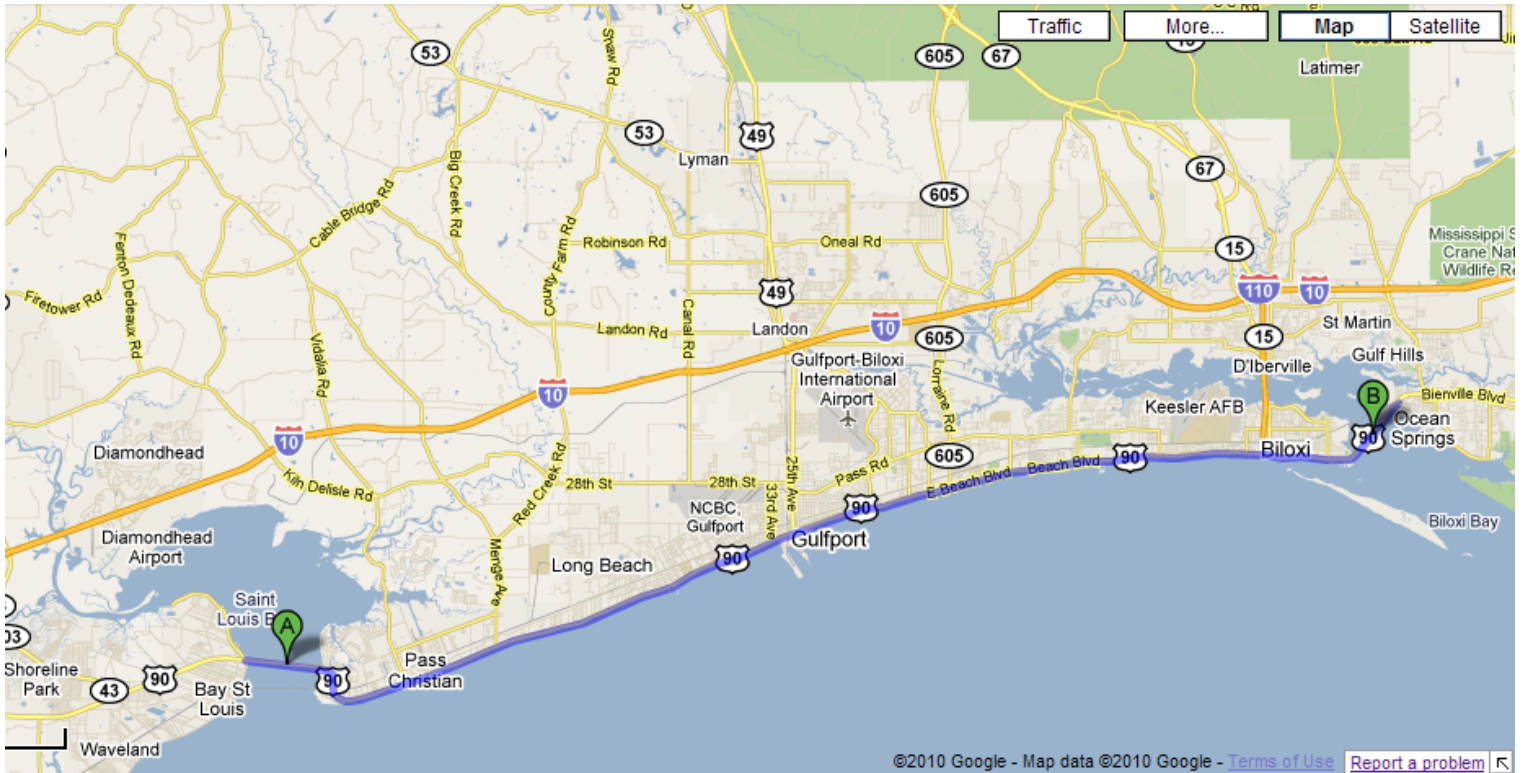 Traffic
More...
Map
Satellite
53
605
67
Latimer
Shaw Rd
49
53
Lyman
Big Creek Rd
67
605
Cable Bridge Rd
County Farm Rd
Robinson Rd
Oneal Rd
15
Mississippi S
Crane Nat
Wildlife Re
Fenton Dedeaux Rd
Firetower Rd
49
110
10
Canal Rd
Landon Rd
Landon
10
605
15
St Martin
Vidalia Rd
Gulfport-Biloxi
International
Airport
Lorraine Rd
D'Iberville
Gulf Hills
10
Keesler AFB
B
Bienville Blvd
10
Diamondhead
90
Ocean
Springs
Biloxi
Kiln Delisle Rd
Red Creek Rd
28th St
28th St
25th Ave
33rd Ave
Pass Rd
605
E Beach Blvd
Beach Blvd
90
NCBC,
Gulfport
90
Biloxi Bay
Diamondhead
Airport
Menge Ave
Long Beach
90
Gulfport
Saint
Louis B
A
03
Shoreline
Park
43
90
Bay St
Louis
90
Pass
Christian
Waveland
©2010 Google - Map data ©2010 Google - Terms of Use
Report a problem